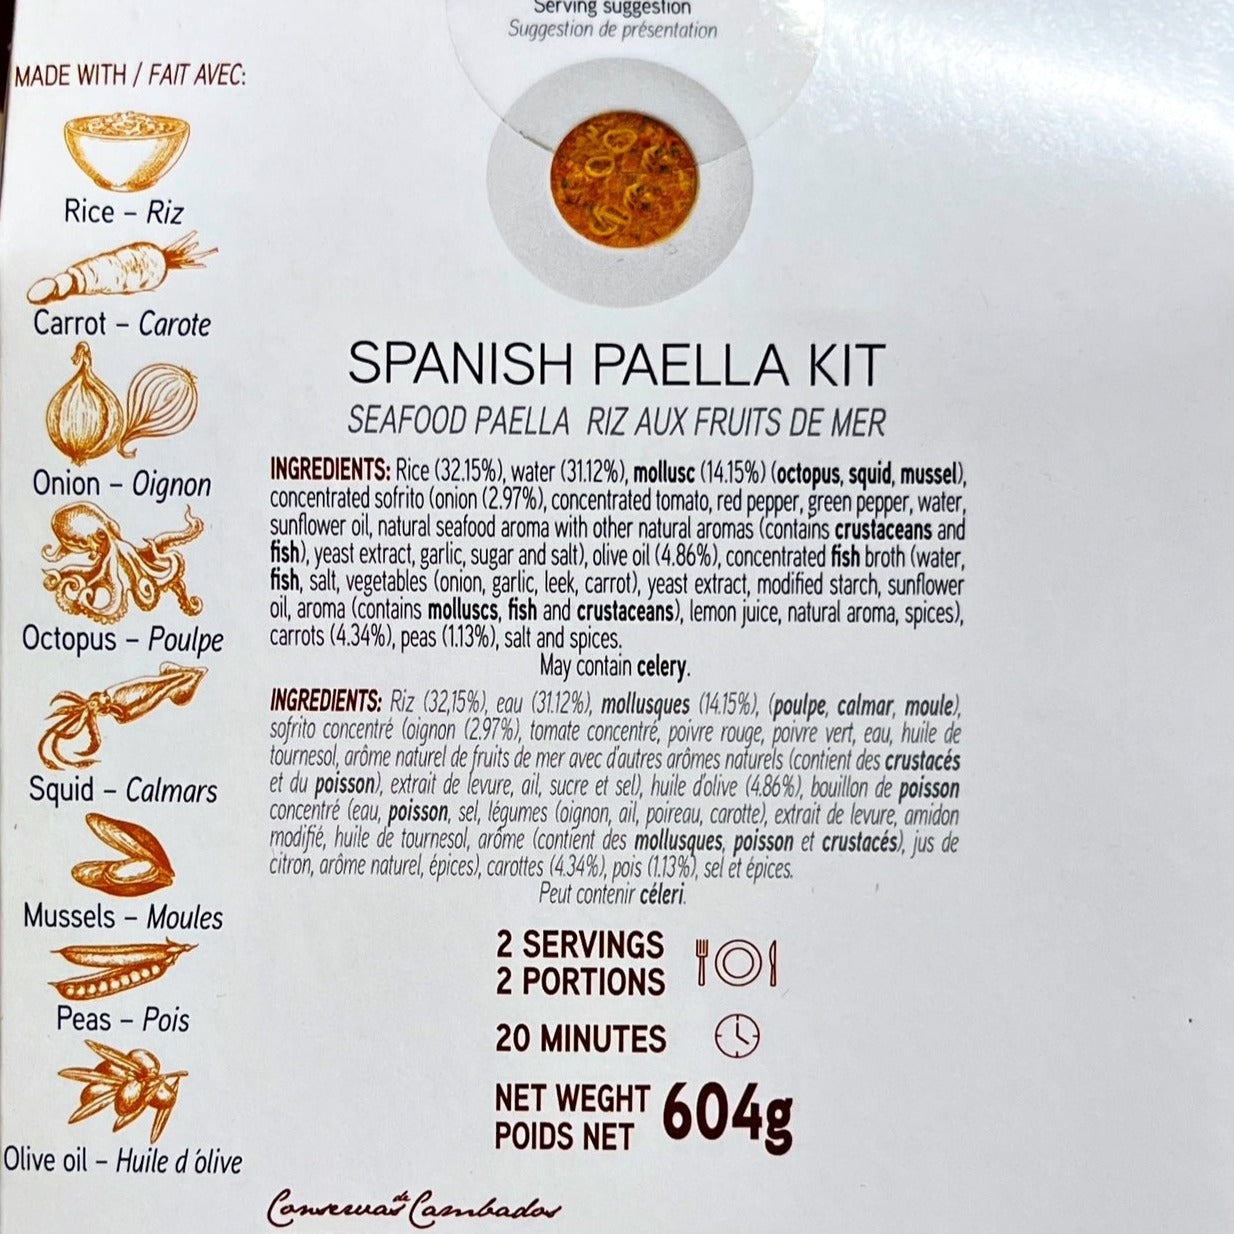 Serving suggestion
Suggestion de présentation
MADE WITH / FAIT AVEC:
Rice – Riz
Carrot – Carote
Onion – Oignon
Octopus – Poulpe
Squid – Calmars
Mussels – Moules
Peas – Pois
Olive oil – Huile d´olive
SPANISH PAELLA KIT
SEAFOOD PAELLA RIZ AUX FRUITS DE MER
INGREDIENTS: Rice (32.15%), water (31.12%), mollusc (14.15%) (octopus, squid, mussel),
concentrated sofrito (onion (2.97%), concentrated tomato, red pepper, green pepper, water,
sunflower oil, natural seafood aroma with other natural aromas (contains crustaceans and
fish), yeast extract, garlic, sugar and salt), olive oil (4.86%), concentrated fish broth (water,
fish, salt, vegetables (onion, garlic, leek, carrot), yeast extract, modified starch, sunflower
oil, aroma (contains molluscs, fish and crustaceans), lemon juice, natural aroma, spices),
carrots (4.34%), peas (1.13%), salt and spices.
May contain celery.
INGREDIENTS: Riz (32,15%), eau (31.12%), mollusques (14.15%), (poulpe, calmar, moule),
sofrito concentré (oignon (2.97%), tomate concentré, poivre rouge, poivre vert, eau, huile de
tournesol, arôme naturel de fruits de mer avec d'autres arômes naturels (contient des crustacés
et du poisson), extrait de levure, ail, sucre et sel), huile d'olive (4.86%), bouillon de poisson
concentré (eau, poisson, sel, légumes (oignon, ail, poireau, carotte), extrait de levure, amidon
modifié, huile de tournesol, arôme (contient des mollusques, poisson et crustacés), jus de
citron, arôme naturel, épices), carottes (4.34%), pois (1.13%), sel et épices.
Peut contenir céleri.
2 SERVINGS
2 PORTIONS
20 MINUTES
NET WEGHT 604g
POIDS NET
Conservas de Cambados